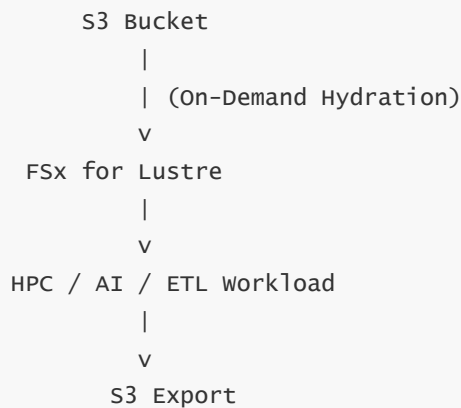 S3 Bucket
|
| (On-Demand Hydration)
v
FSx for Lustre
|
v
HPC / AI / ETL Workload
|
v
S3 Export